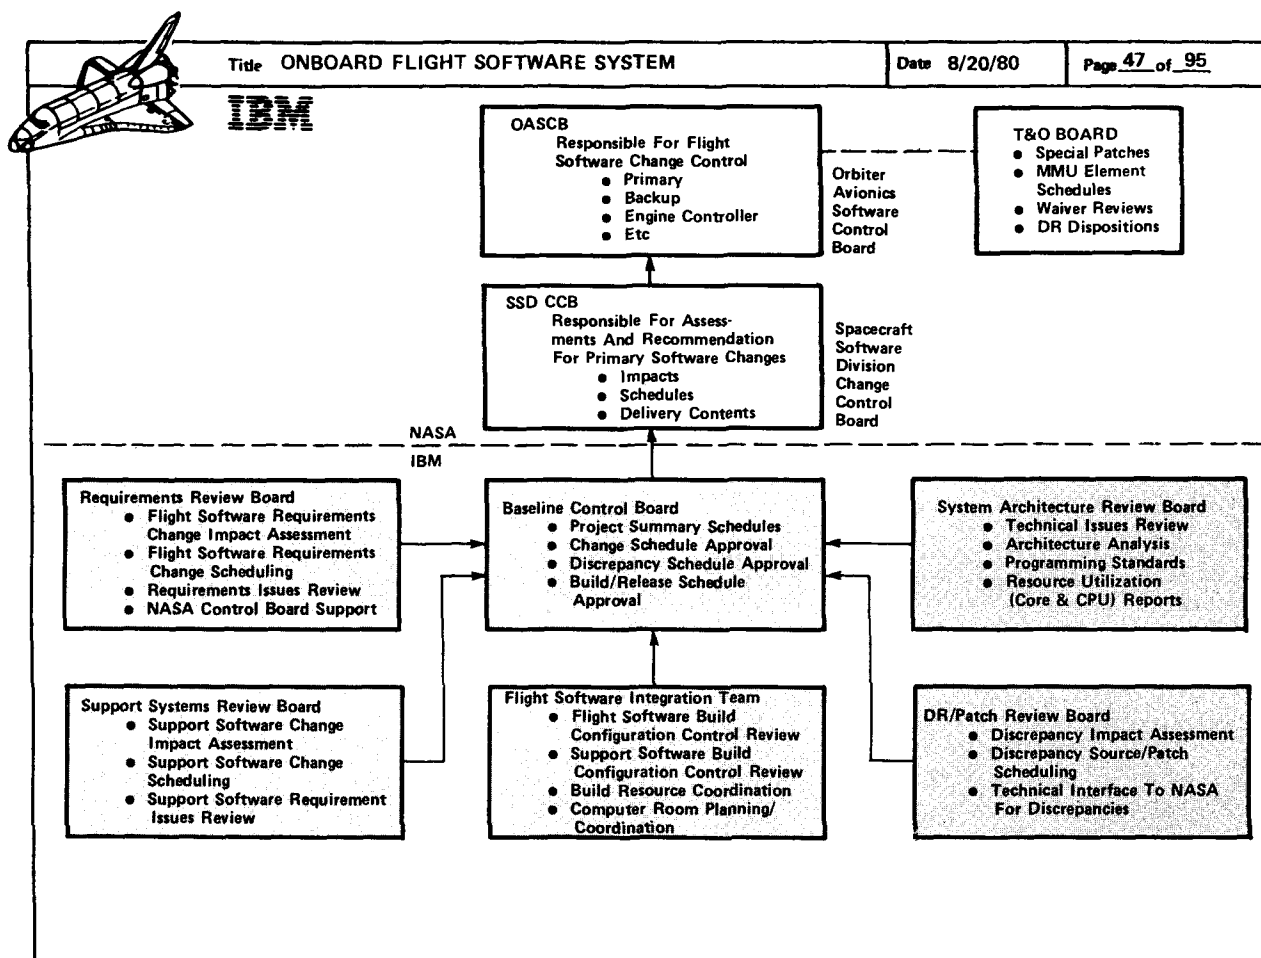 Title ONBOARD FLIGHT SOFTWARE SYSTEM
Date 8/20/80
Page 47 of 95
IBM
OASCB
Responsible For Flight
Software Change Control
● Primary
● Backup
● Engine Controller
● Etc
Orbiter
Avionics
Software
Control
Board
T&O BOARD
● Special Patches
● MMU Element
Schedules
● Waiver Reviews
● DR Dispositions
SSD CCB
Responsible For Assess-
ments And Recommendation
For Primary Software Changes
● Impacts
● Schedules
● Delivery Contents
Spacecraft
Software
Division
Change
Control
Board
NASA
IBM
Requirements Review Board
● Flight Software Requirements
Change Impact Assessment
● Flight Software Requirements
Change Scheduling
● Requirements Issues Review
● NASA Control Board Support
Baseline Control Board
● Project Summary Schedules
● Change Schedule Approval
● Discrepancy Schedule Approval
● Build/Release Schedule
Approval
System Architecture Review Board
● Technical Issues Review
● Architecture Analysis
● Programming Standards
● Resource Utilization
(Core & CPU) Reports
Support Systems Review Board
● Support Software Change
Impact Assessment
● Support Software Change
Scheduling
● Support Software Requirement
Issues Review
Flight Software Integration Team
● Flight Software Build
Configuration Control Review
● Support Software Build
Configuration Control Review
● Build Resource Coordination
● Computer Room Planning/
Coordination
DR/Patch Review Board
● Discrepancy Impact Assessment
● Discrepancy Source/Patch
Scheduling
● Technical Interface To NASA
For Discrepancies